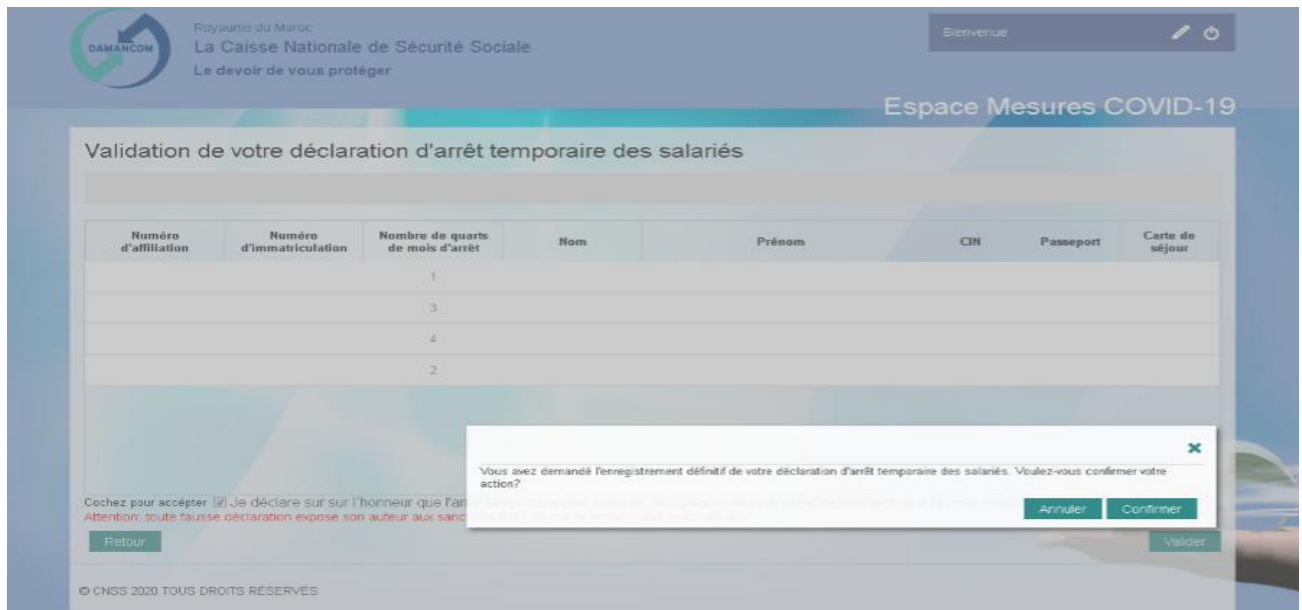 DAMANCOM
Royaume du Maroc
La Caisse Nationale de Sécurité Sociale
Le devoir de vous protéger
Bienvenue
Espace Mesures COVID-19
Validation de votre déclaration d'arrêt temporaire des salariés
Numéro d'affiliation Numéro d'immatriculation Nombre de quarts de mois d'arrêt Nom Prénom CIN Passeport Carte de séjour
1
3
4
2
Vous avez demandé l'enregistrement définitif de votre déclaration d'arrêt temporaire des salariés. Voulez-vous confirmer votre
action?
Annuler Confirmer
Cochez pour accépter Je déclare sur sur l'honneur que l'arr
Attention: toute fausse déclaration expose son auteur aux sanc
Retour Valider
© CNSS 2020 TOUS DROITS RÉSERVÉS